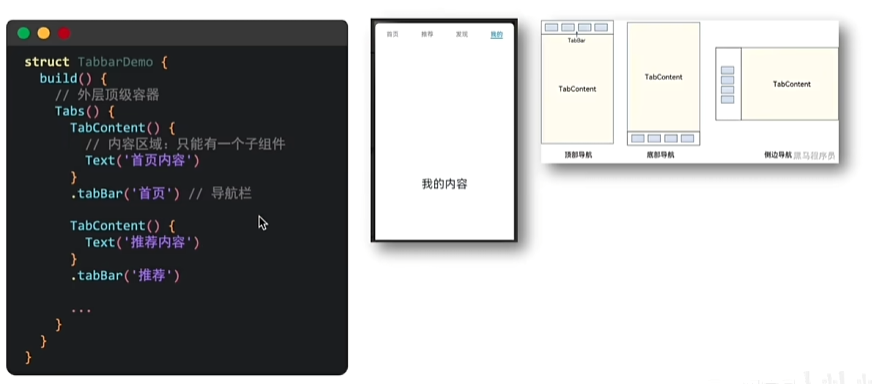 struct TabbarDemo {
build() {
// 外层顶级容器
Tabs() {
TabContent() {
// 内容区域：只能有一个子组件
Text('首页内容')
}
.tabBar('首页') // 导航栏
TabContent() {
Text('推荐内容')
}
.tabBar('推荐')
...
}
}
}
首页 推荐 发现 我的
我的内容
TabBar
TabContent
顶部导航
TabContent
底部导航
TabContent
侧边导航
黑马程序员